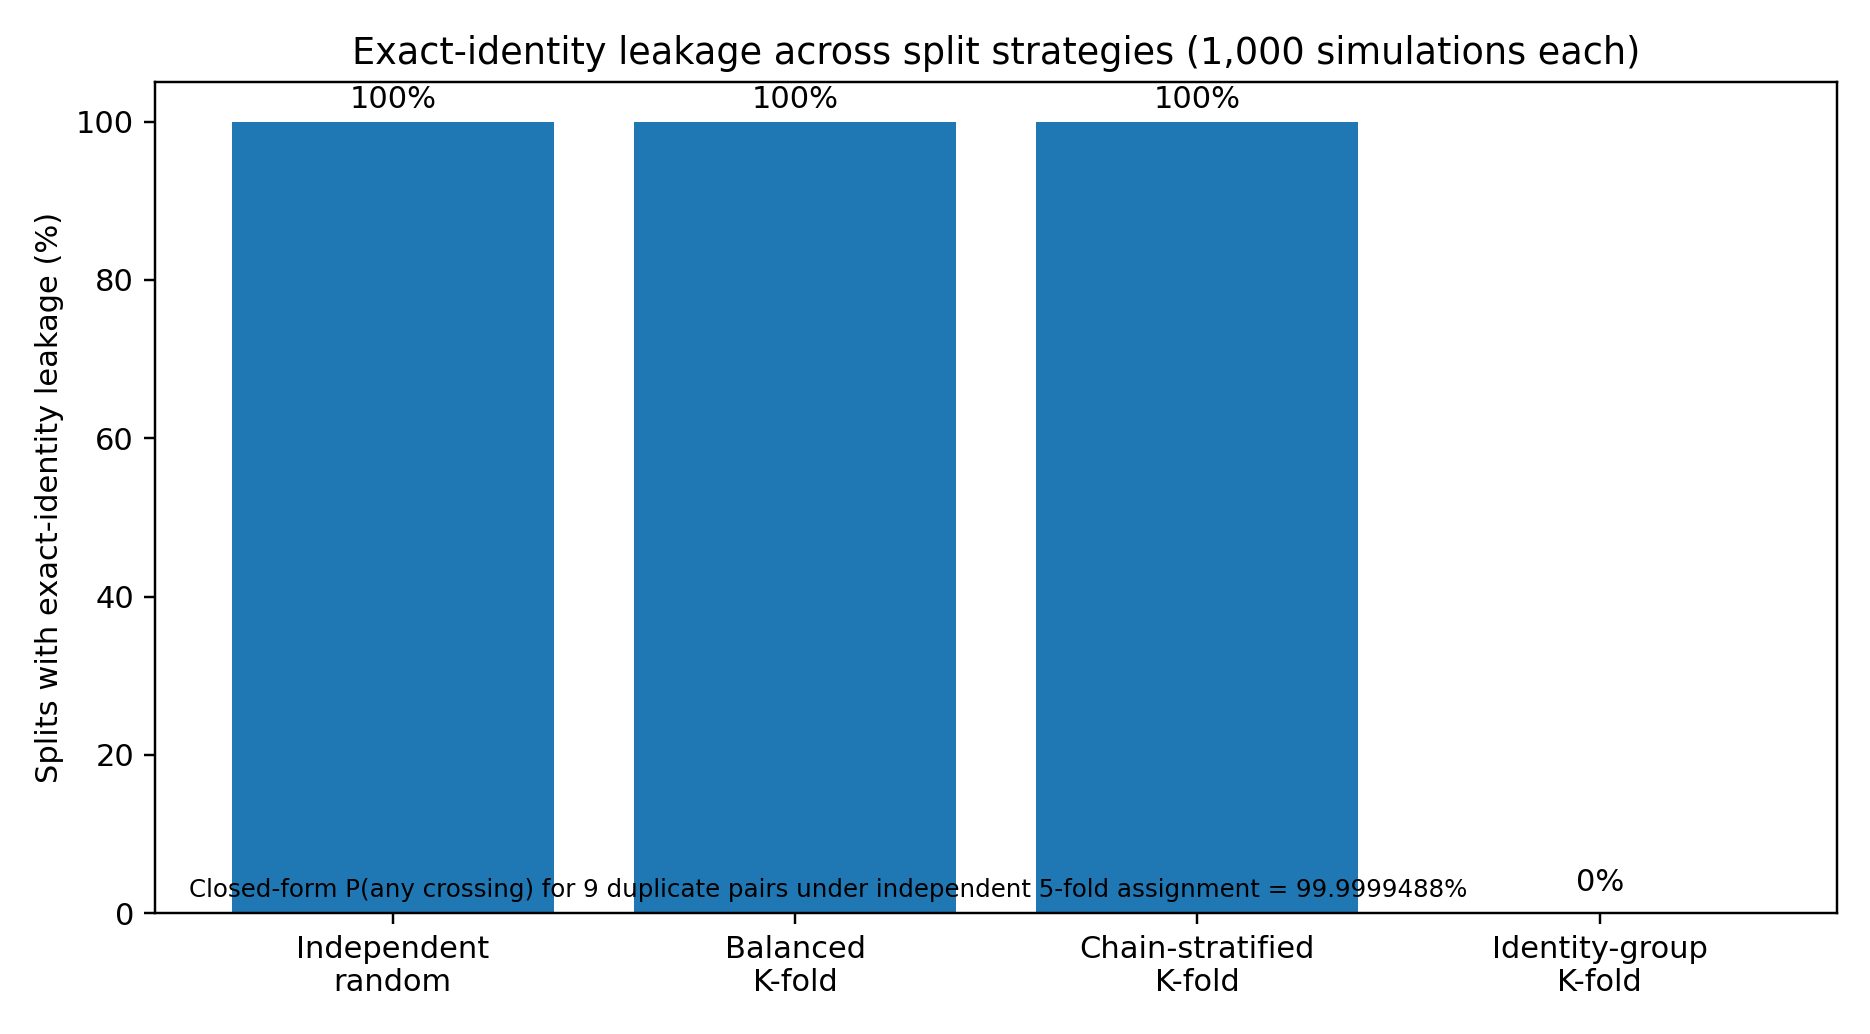 Exact-identity leakage across split strategies (1,000 simulations each)
Splits with exact-identity leakage (%)
100
80
60
40
20
0
100%
100%
100%
0%
Closed-form P(any crossing) for 9 duplicate pairs under independent 5-fold assignment = 99.9999488%
Independent
random
Balanced
K-fold
Chain-stratified
K-fold
Identity-group
K-fold